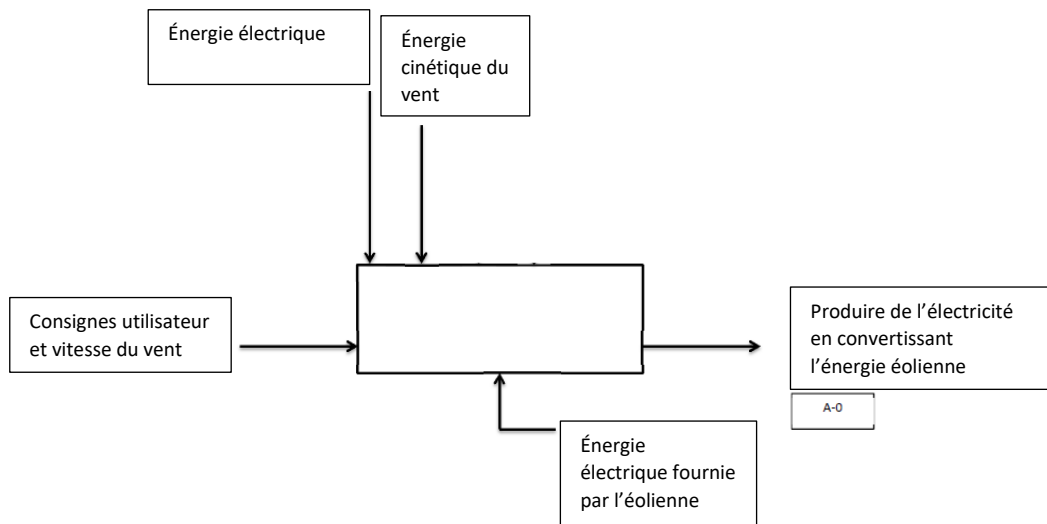 Énergie électrique
Énergie
cinétique du
vent
Consignes utilisateur
et vitesse du vent
Produire de l’électricité
en convertissant
l’énergie éolienne
A-0
Énergie
électrique fournie
par l’éolienne